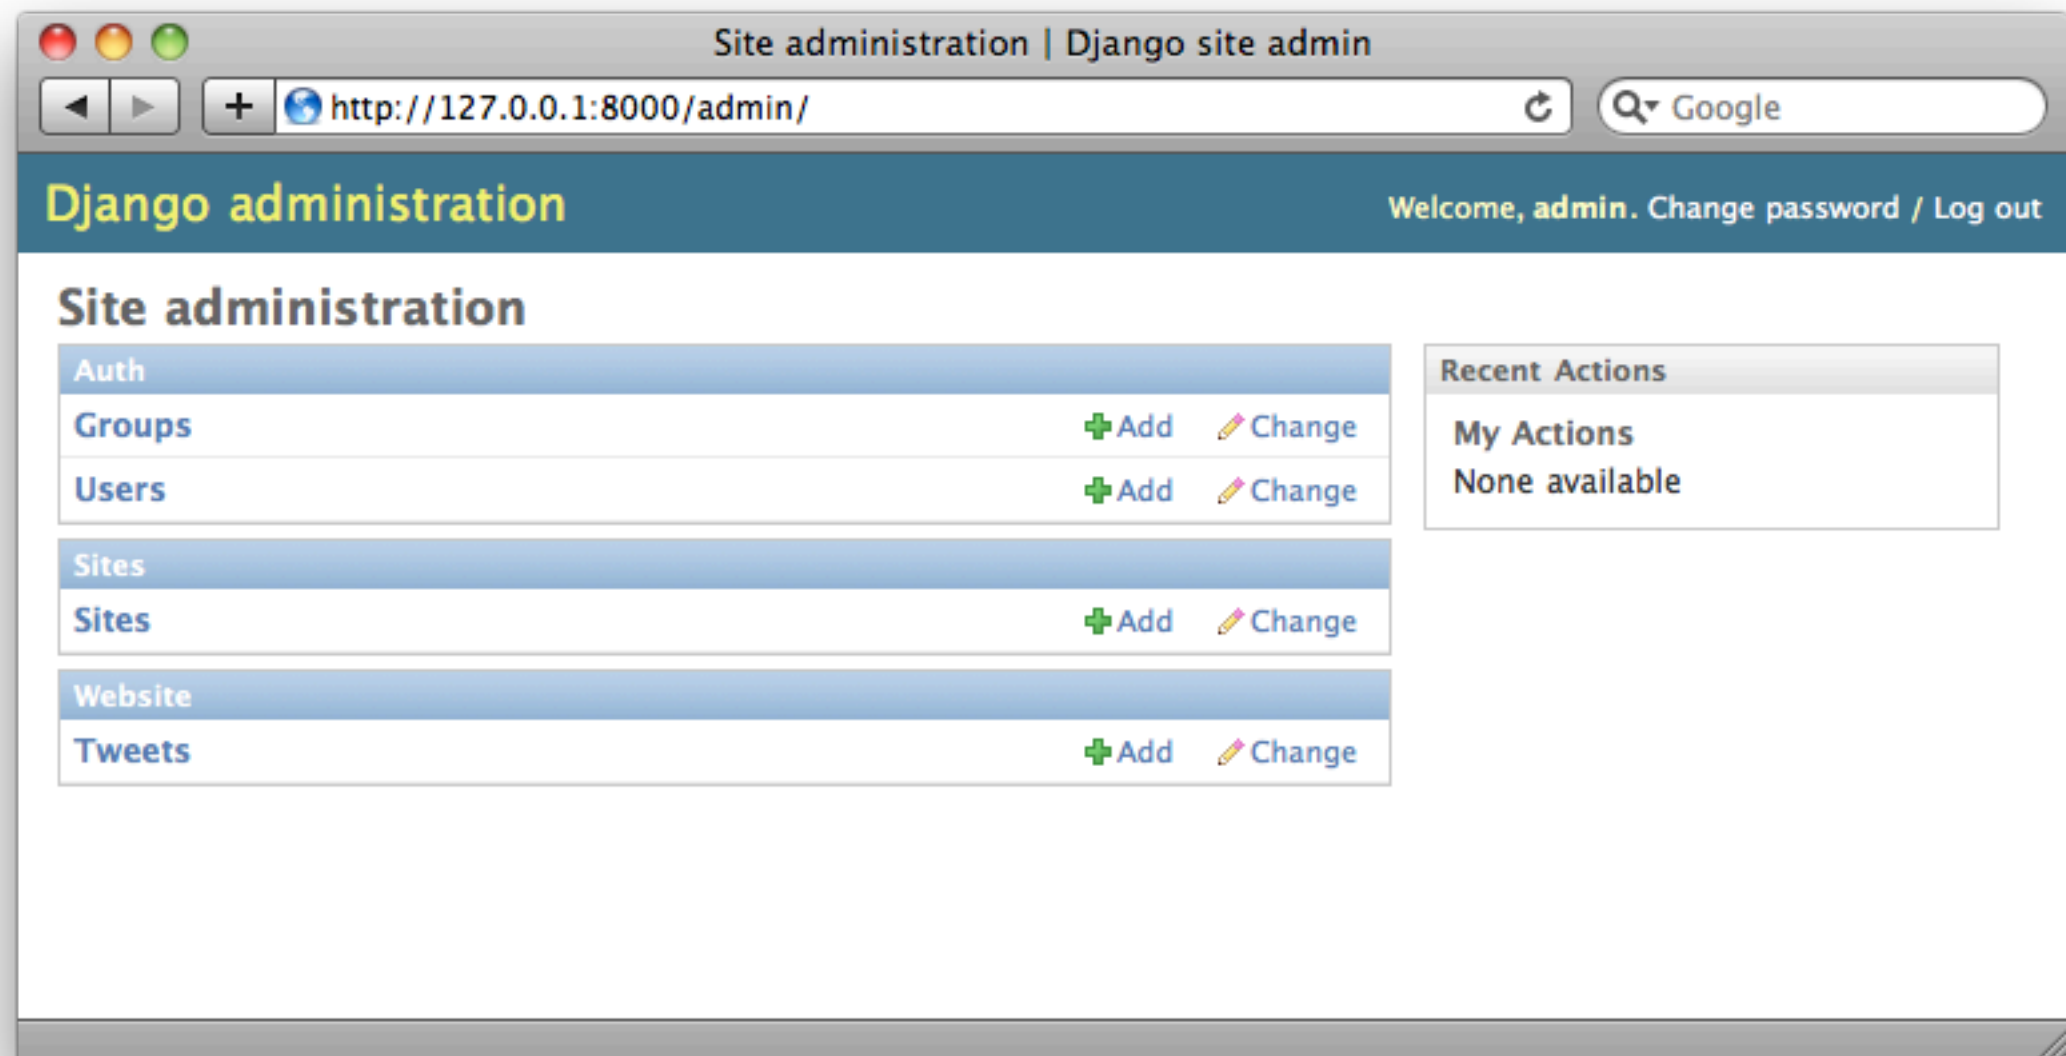 Site administration | Django site admin
http://127.0.0.1:8000/admin/
Google
Django administration
Welcome, admin. Change password / Log out
Site administration
Auth
Groups Add Change
Users Add Change
Sites
Sites Add Change
Website
Tweets Add Change
Recent Actions
My Actions
None available